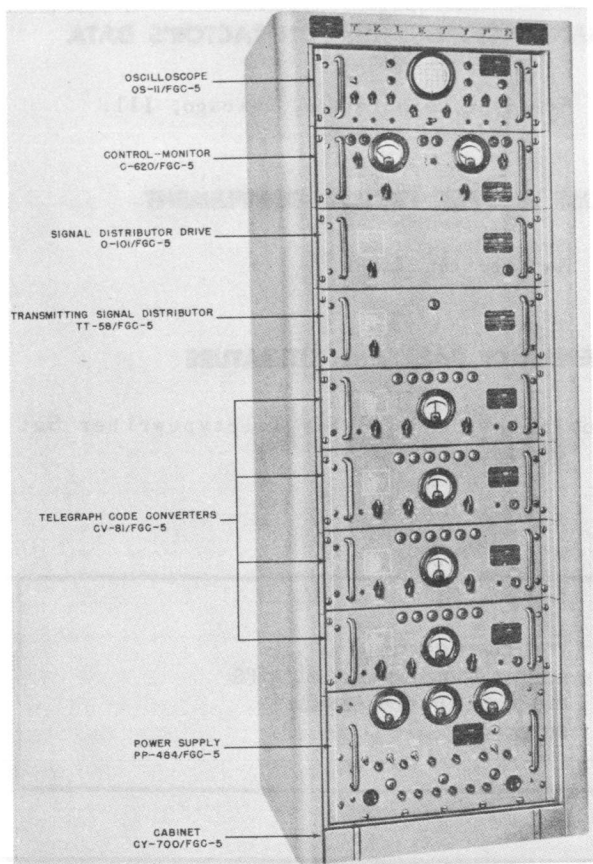 TELETYPE
OSCILLOSCOPE
OS-11/FGC-5
CONTROL-MONITOR
C-620/FGC-5
SIGNAL DISTRIBUTOR DRIVE
O-101/FGC-5
TRANSMITTING SIGNAL DISTRIBUTOR
TT-58/FGC-5
TELEGRAPH CODE CONVERTERS
CV-81/FGC-5
POWER SUPPLY
PP-484/FGC-5
CABINET
CY-700/FGC-5